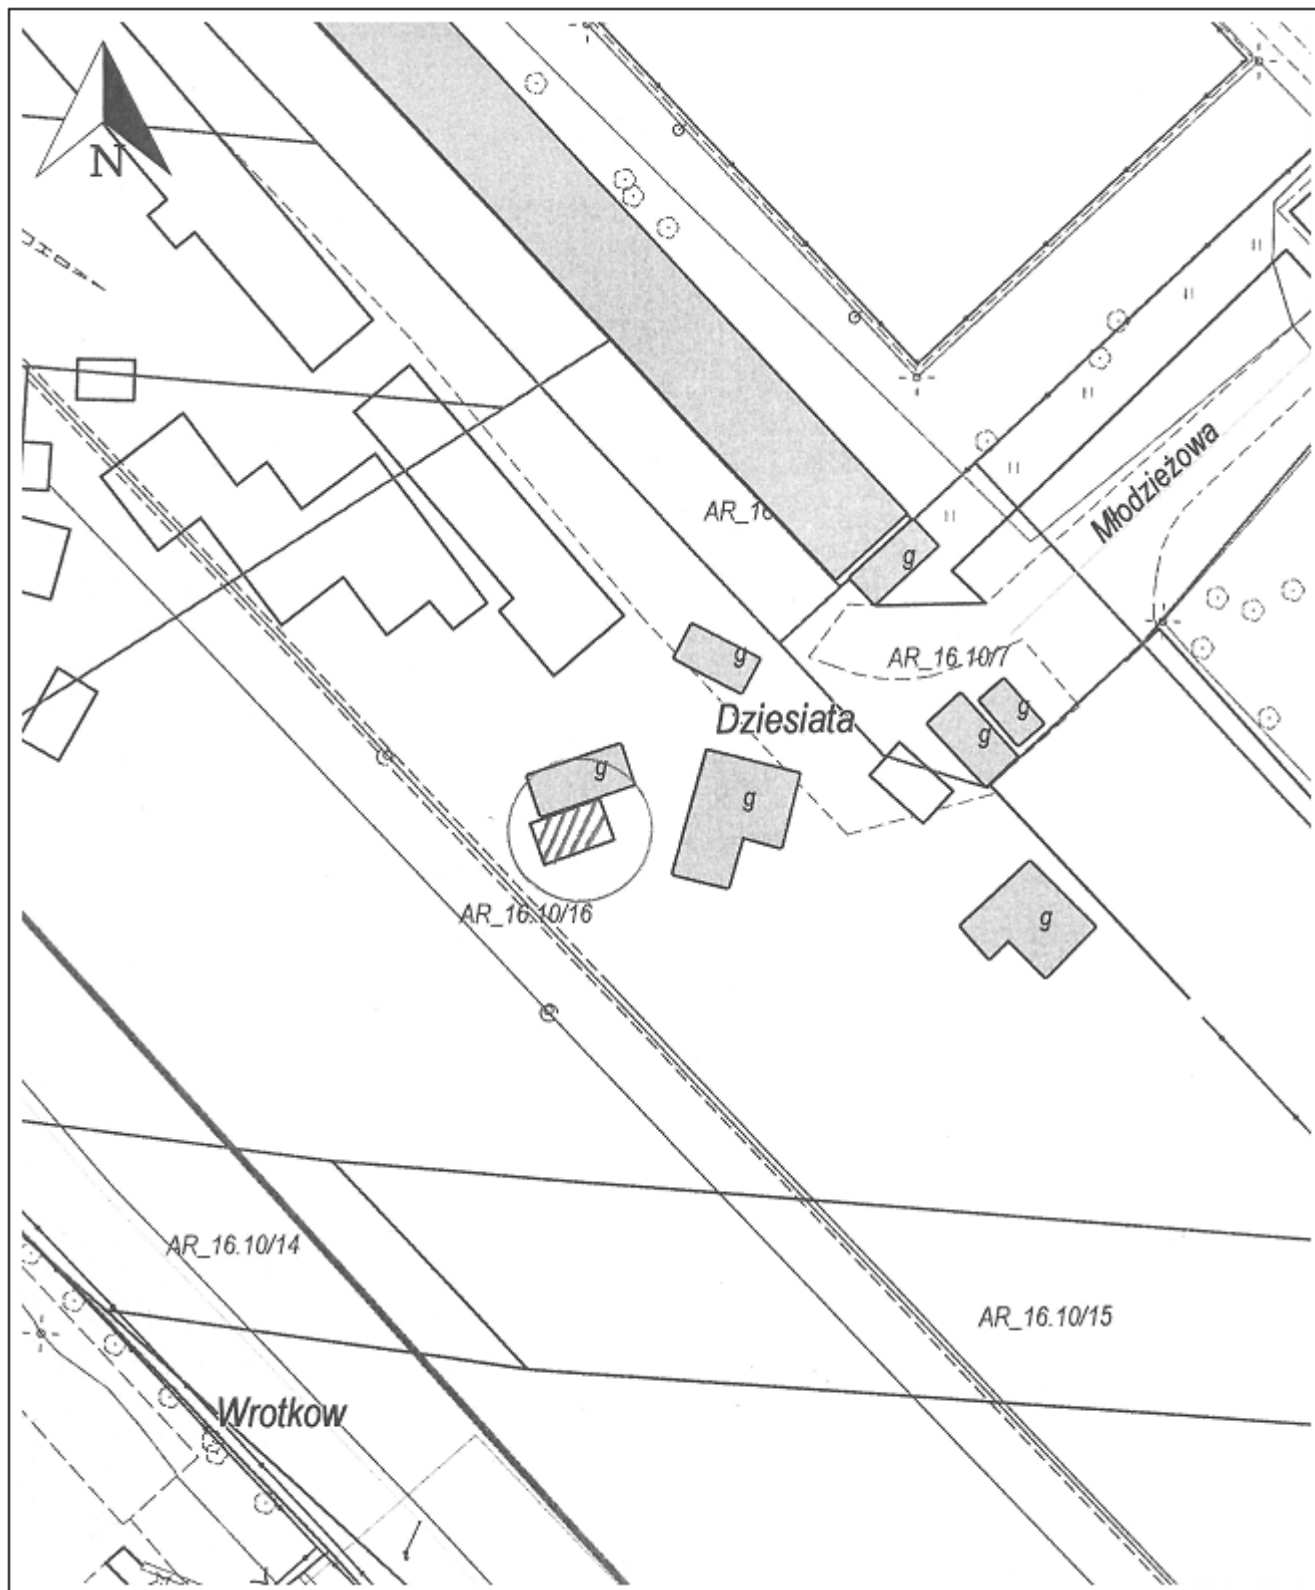 N
AR_16
Młodzieżowa
g
AR_16.10/7
g
Dziesiata
g
g
g
g
g
AR_16.10/16
AR_16.10/14
AR_16.10/15
Wrotkow